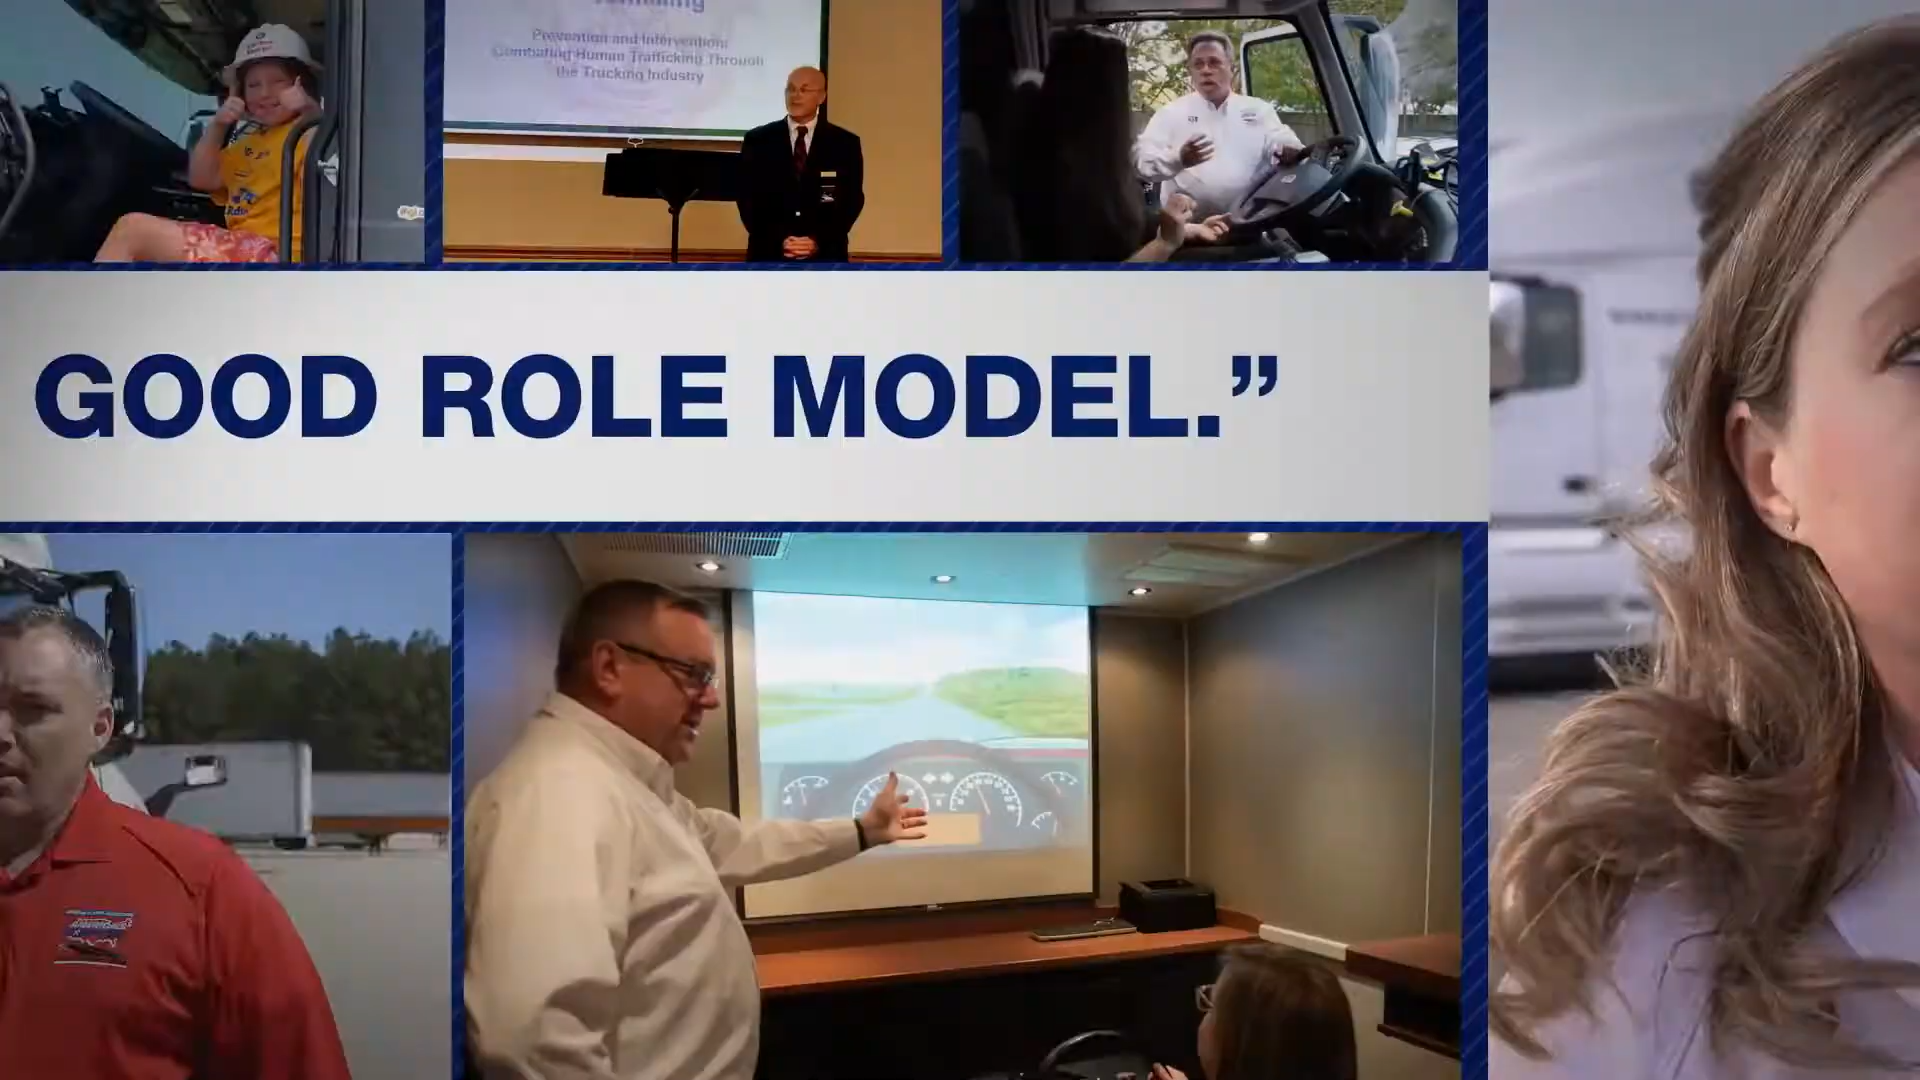 Prevention and Intervention:
Combating Human Trafficking Through
the Trucking Industry
GOOD ROLE MODEL.”